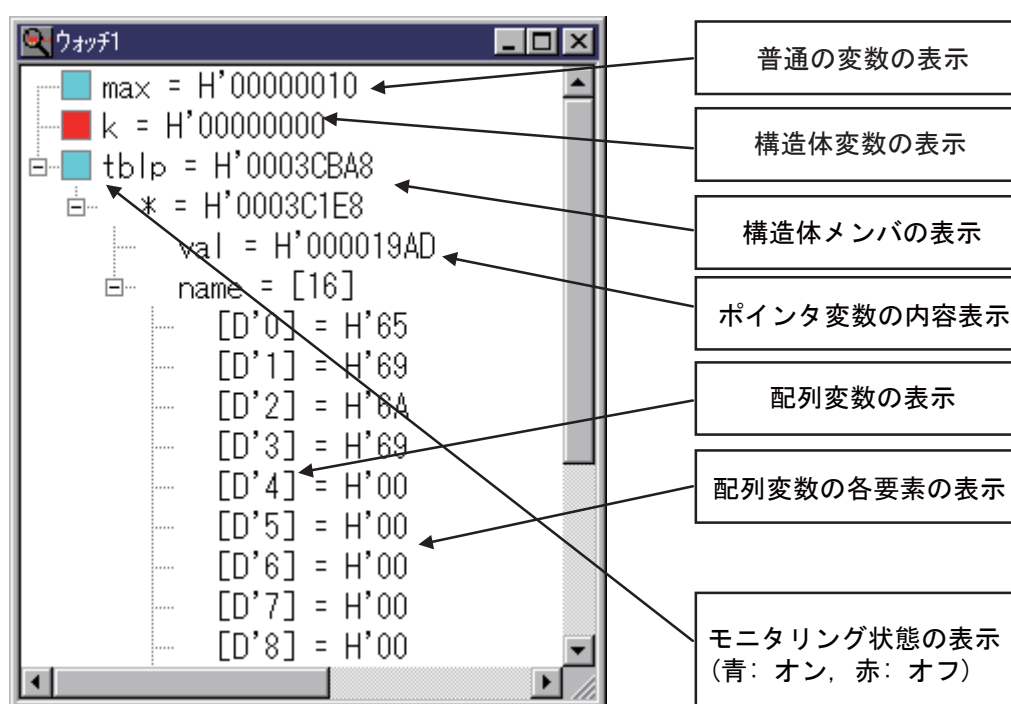 ウォッチ1
max = H'00000010
k = H'00000000
tblp = H'0003CBA8
* = H'0003C1E8
val = H'000019AD
name = [16]
[D'0] = H'65
[D'1] = H'69
[D'2] = H'6A
[D'3] = H'69
[D'4] = H'00
[D'5] = H'00
[D'6] = H'00
[D'7] = H'00
[D'8] = H'00
普通の変数の表示
構造体変数の表示
構造体メンバの表示
ポインタ変数の内容表示
配列変数の表示
配列変数の各要素の表示
モニタリング状態の表示
(青: オン, 赤: オフ)